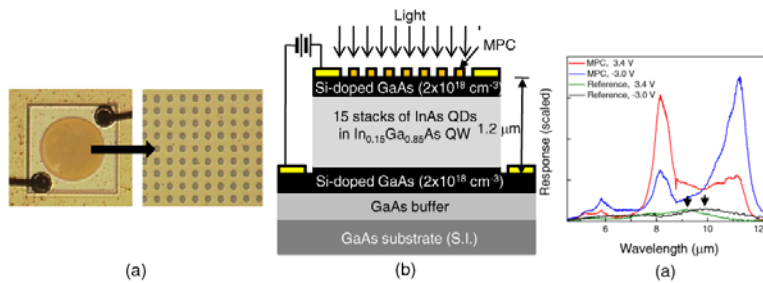 Light
MPC
Si-doped GaAs (2x10¹⁸ cm⁻³)
15 stacks of InAs QDs
in In₀.₁₅Ga₀.₈₅As QW
1.2 μm
Si-doped GaAs (2x10¹⁸ cm⁻³)
GaAs buffer
GaAs substrate (S.I.)
MPC, 3.4 V
MPC, -3.0 V
Reference, 3.4 V
Reference, -3.0 V
Response (scaled)
6 8 10 12
Wavelength (μm)
(a)
(b)
(a)